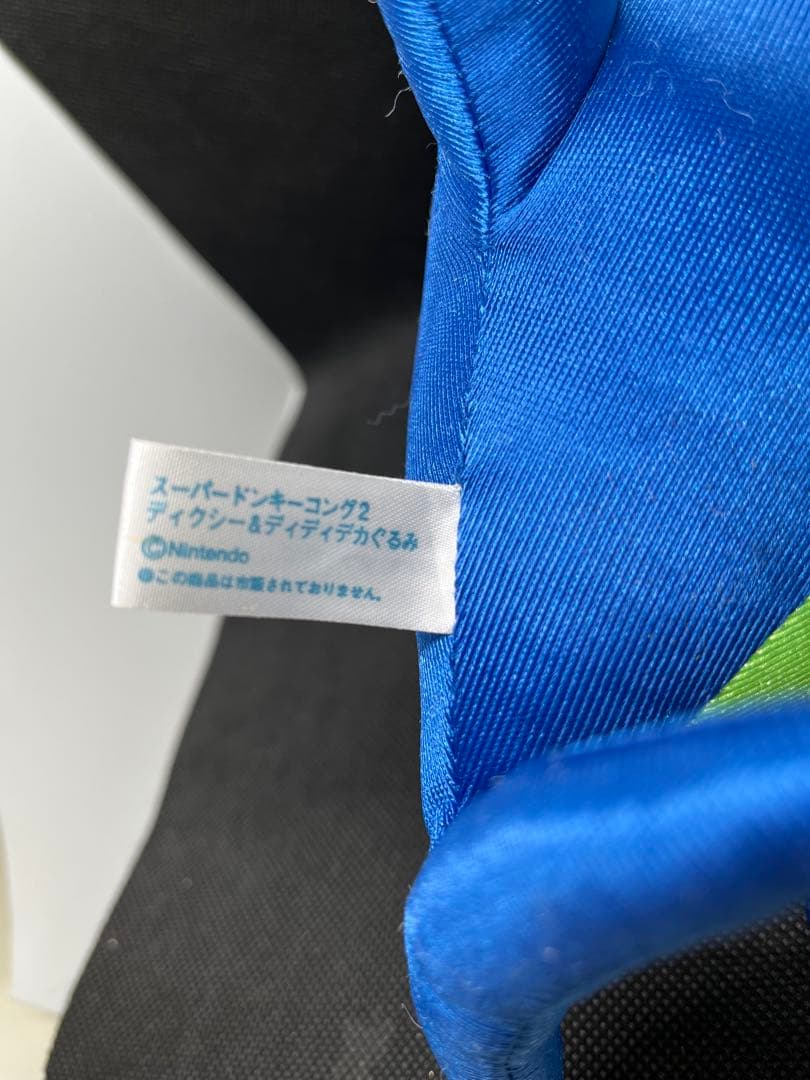 スーパードンキーコング2
ディクシー&ディディデカぐるみ
©Nintendo
●この商品は市販されておりません。